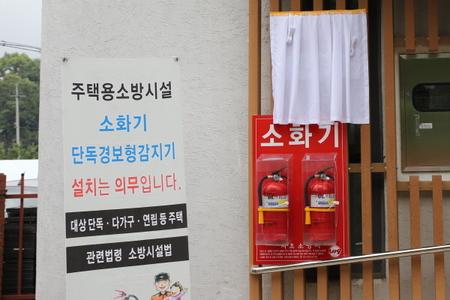 주택용소방시설
소화기
단독경보형감지기
설치는 의무입니다.
대상 단독 · 다가구 · 연립 등 주택
관련법령 소방시설법
소화기